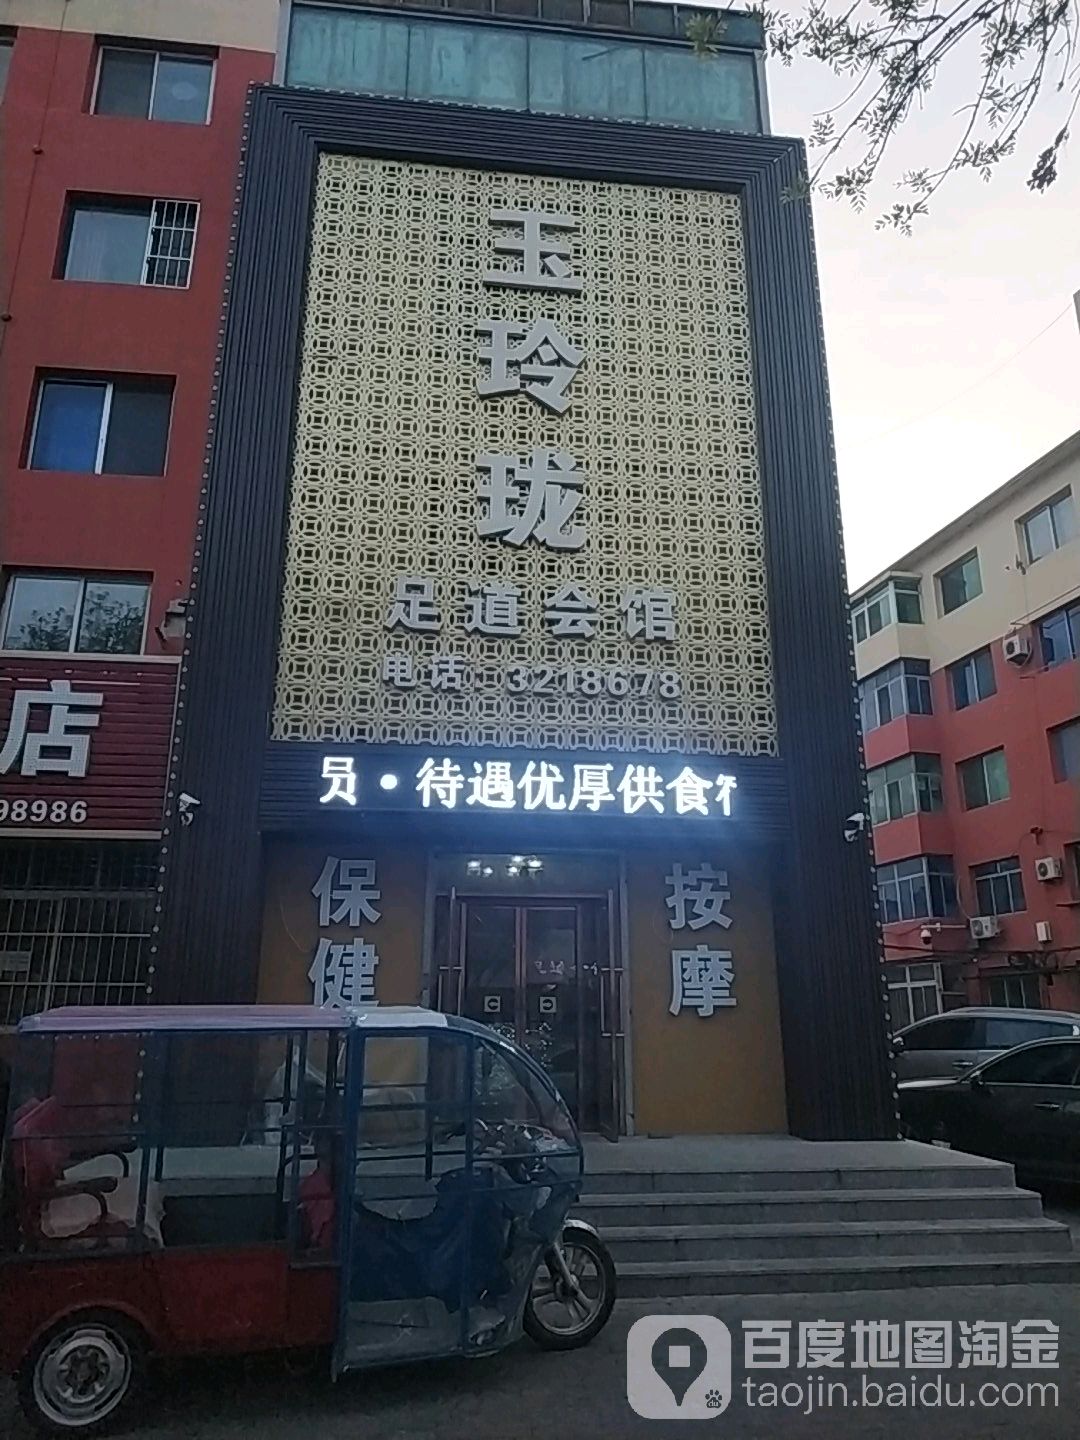 玉玲珑
足道会馆
电话:3218678
员·待遇优厚供食
保健
按摩
店
98986
百度地图淘金
taojin.baidu.com